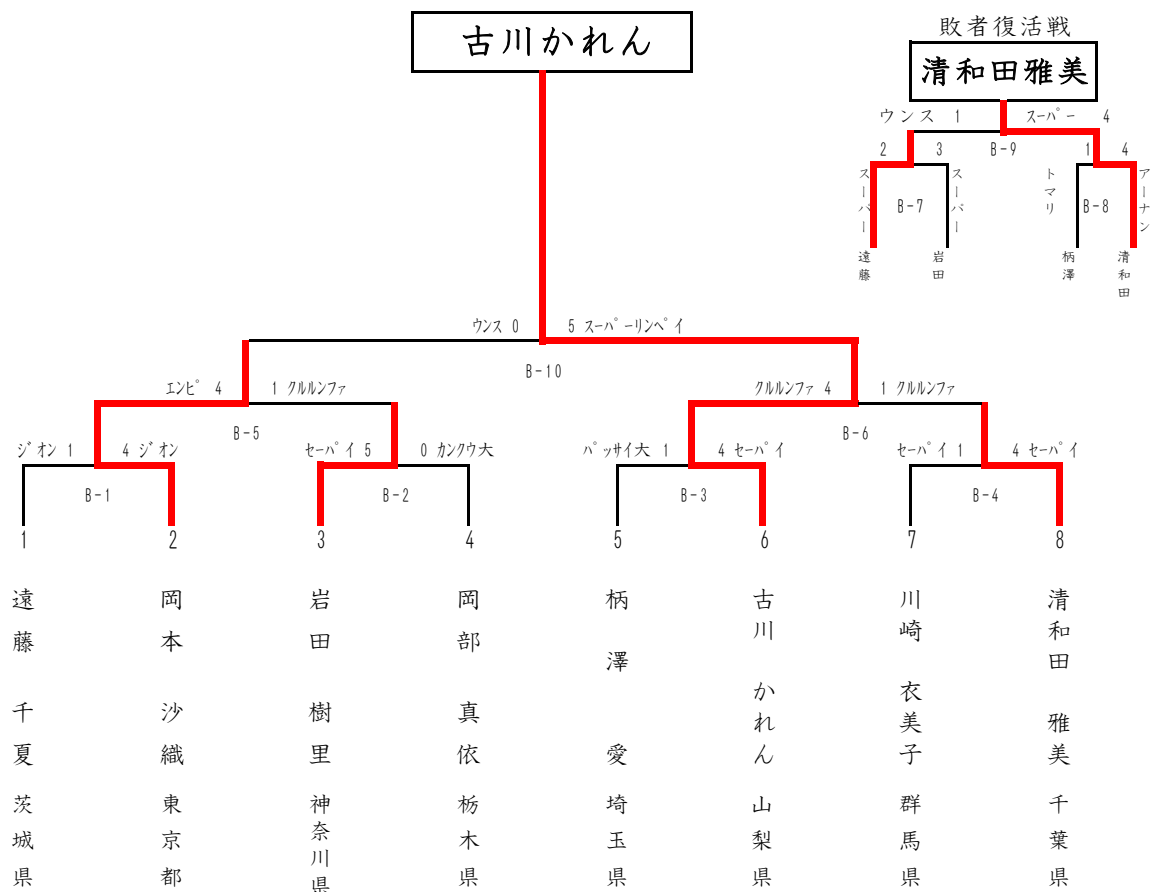 古川かれん
敗者復活戦
清和田雅美
ウンス 1 スーパー 4
B-9
2 3 1 4
スーパー スーパー トマリ アーナン
B-7 B-8
遠藤 岩田 柄澤 清和田
ウンス 0 5 スーパーリンペイ
B-10
エンピ 4 1 クルルンファ クルルンファ 4 1 クルルンファ
B-5 B-6
ジオン 1 4 ジオン セーパイ 5 0 カンクウ大 バッサイ大 1 4 セーパイ セーパイ 1 4 セーパイ
B-1 B-2 B-3 B-4
1 2 3 4 5 6 7 8
遠藤 千夏 茨城県
岡本 沙織 東京都
岩田 樹里 神奈川県
岡部 真依 栃木県
柄澤 愛 埼玉県
古川 かれん 山梨県
川崎 衣美子 群馬県
清和田 雅美 千葉県